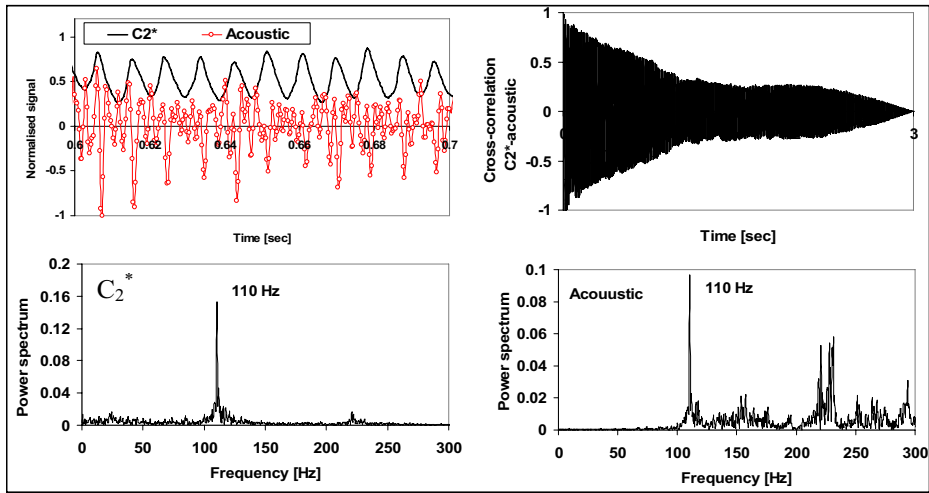 C2* Acoustic
Normalised signal
1
0.5
0
-0.5
-1
0.6 0.62 0.64 0.66 0.68 0.7
Time [sec]
Cross-correlation
C2*-acoustic
1
0.5
0
-0.5
-1
0 3
Time [sec]
C2*
110 Hz
Power spectrum
0.2
0.16
0.12
0.08
0.04
0
0 50 100 150 200 250 300
Frequency [Hz]
Acouustic
110 Hz
Power spectrum
0.1
0.08
0.06
0.04
0.02
0.0
0 50 100 150 200 250 300
Frequency [Hz]